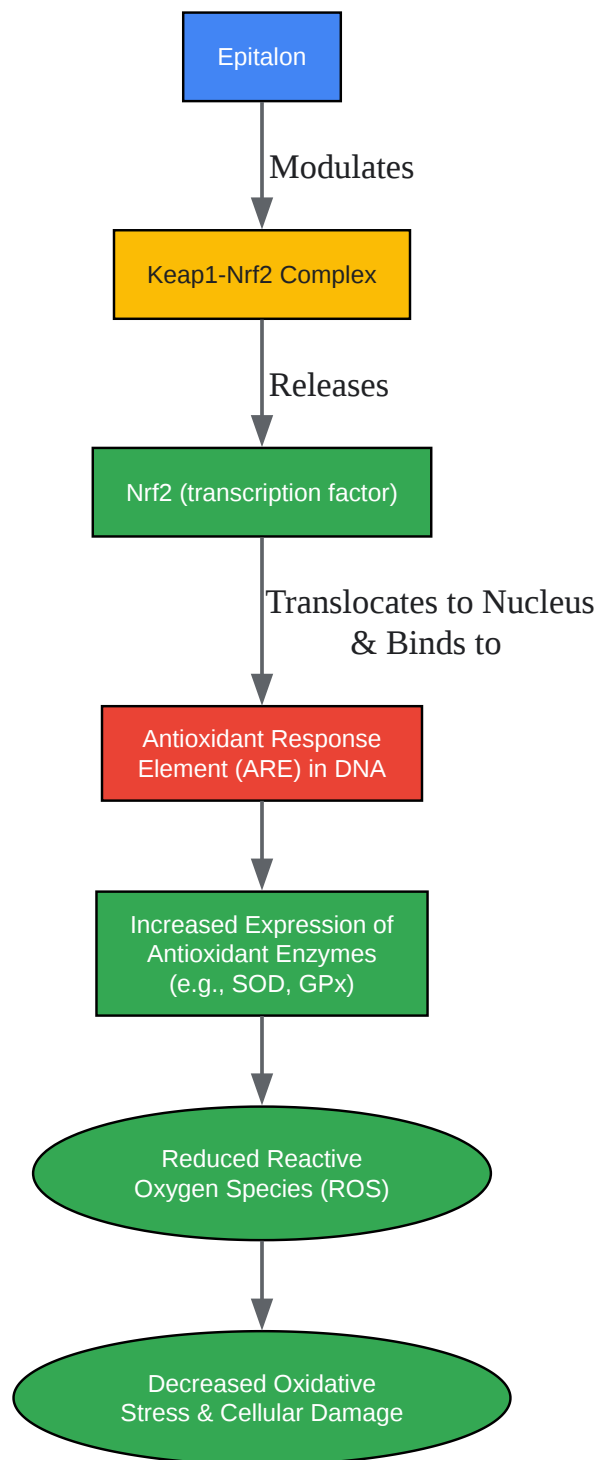 Epitalon
Modulates
Keap1-Nrf2 Complex
Releases
Nrf2 (transcription factor)
Translocates to Nucleus
& Binds to
Antioxidant Response
Element (ARE) in DNA
Increased Expression of
Antioxidant Enzymes
(e.g., SOD, GPx)
Reduced Reactive
Oxygen Species (ROS)
Decreased Oxidative
Stress & Cellular Damage